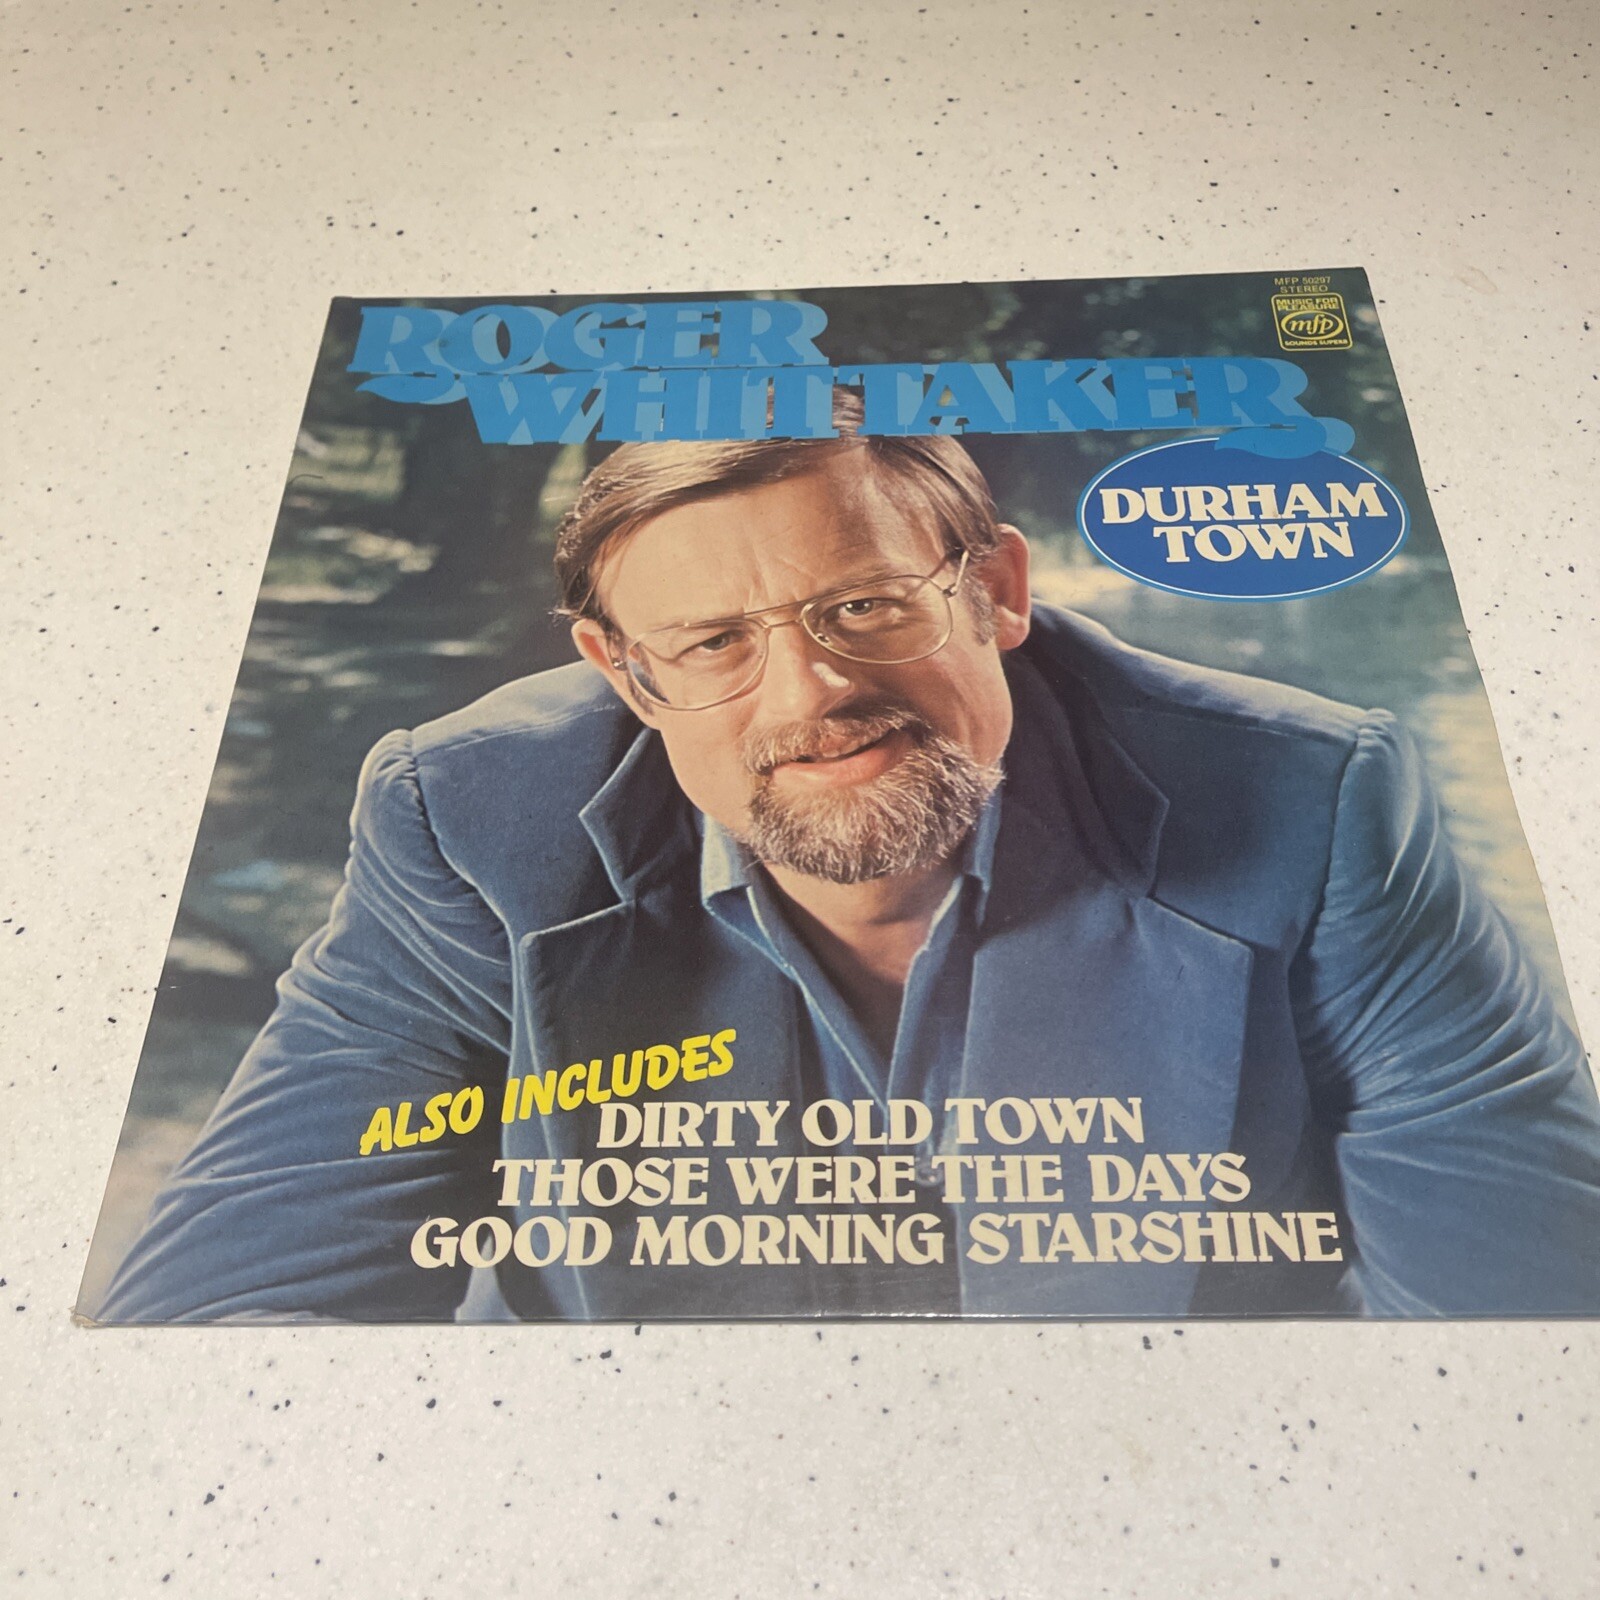 ROGER
WHITTAKER
MFP 50297
STEREO
MUSIC FOR
PLEASURE
mfp
SOUNDS SUPERB
DURHAM
TOWN
ALSO INCLUDES
DIRTY OLD TOWN
THOSE WERE THE DAYS
GOOD MORNING STARSHINE